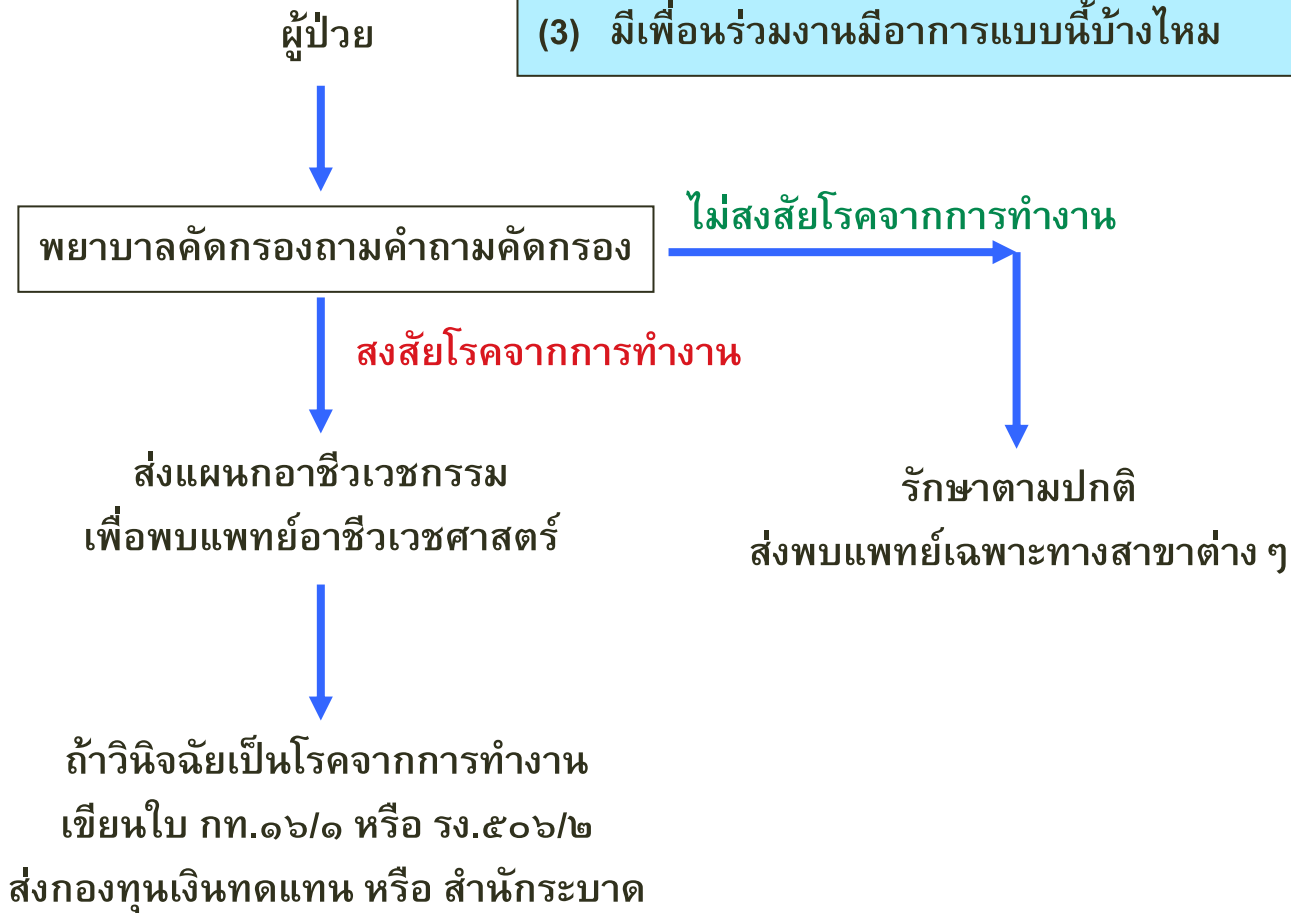 ผู้ป่วย
(3) มีเพื่อนร่วมงานมีอาการแบบนี้บ้างไหม
พยาบาลคัดกรองถามคำถามคัดกรอง
ไม่สงสัยโรคจากการทำงาน
สงสัยโรคจากการทำงาน
ส่งแผนกอาชีวเวชกรรม
เพื่อพบแพทย์อาชีวเวชศาสตร์
รักษาตามปกติ
ส่งพบแพทย์เฉพาะทางสาขาต่าง ๆ
ถ้าวินิจฉัยเป็นโรคจากการทำงาน
เขียนใบ กท.๑๖/๑ หรือ รง.๕๐๖/๒
ส่งกองทุนเงินทดแทน หรือ สำนักระบาด